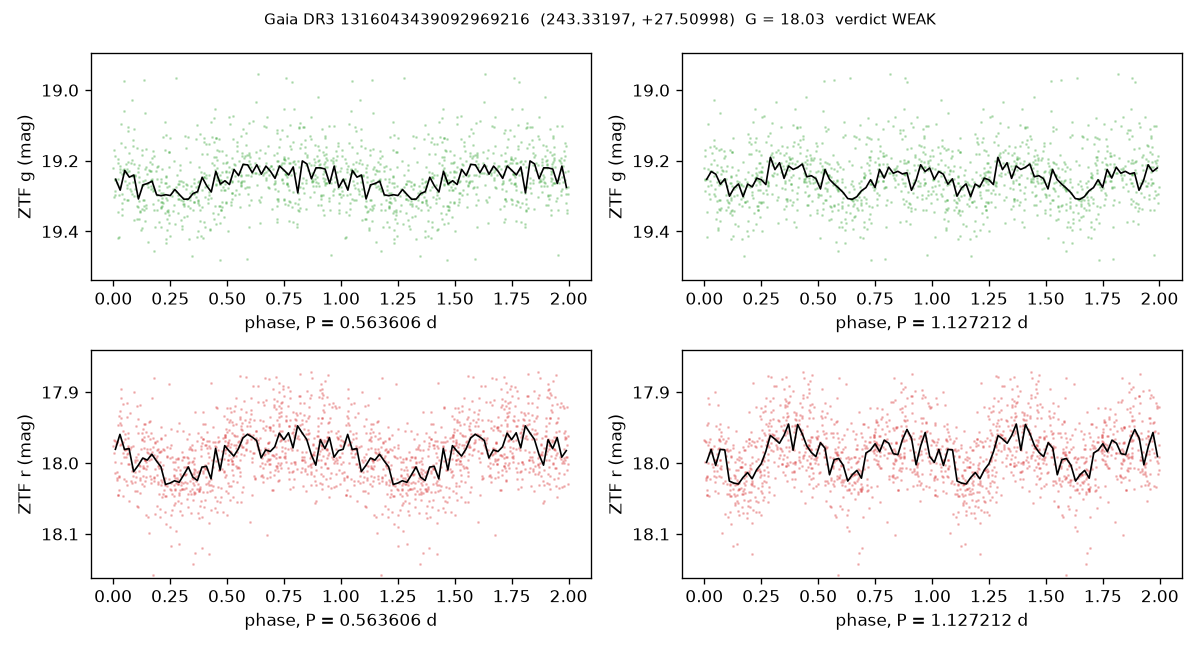 Gaia DR3 1316043439092969216  (243.33197, +27.50998)  G = 18.03  verdict WEAK
ZTF g (mag)
19.0
19.2
19.4
0.00 0.25 0.50 0.75 1.00 1.25 1.50 1.75 2.00
phase, P = 0.563606 d
ZTF g (mag)
19.0
19.2
19.4
0.00 0.25 0.50 0.75 1.00 1.25 1.50 1.75 2.00
phase, P = 1.127212 d
ZTF r (mag)
17.9
18.0
18.1
0.00 0.25 0.50 0.75 1.00 1.25 1.50 1.75 2.00
phase, P = 0.563606 d
ZTF r (mag)
17.9
18.0
18.1
0.00 0.25 0.50 0.75 1.00 1.25 1.50 1.75 2.00
phase, P = 1.127212 d